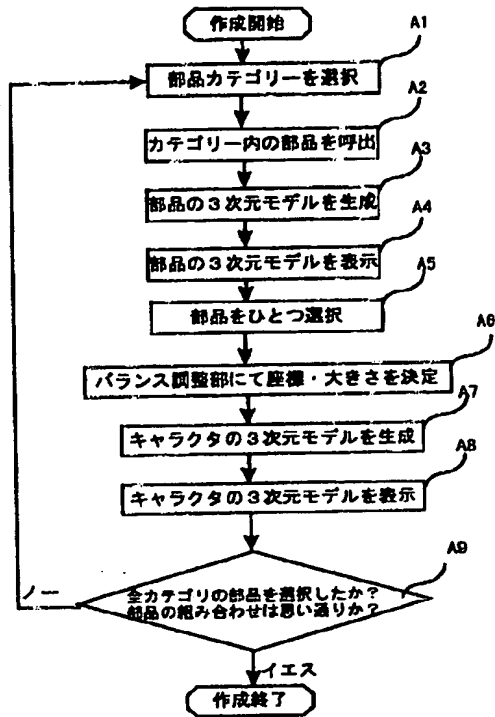 作成開始
A1
部品カテゴリーを選択
A2
カテゴリー内の部品を呼出
A3
部品の3次元モデルを生成
A4
部品の3次元モデルを表示
A5
部品をひとつ選択
A6
バランス調整部にて座標・大きさを決定
A7
キャラクタの3次元モデルを生成
A8
キャラクタの3次元モデルを表示
A9
全カテゴリの部品を選択したか?
部品の組み合わせは思い通りか?
ノー
イエス
作成終了